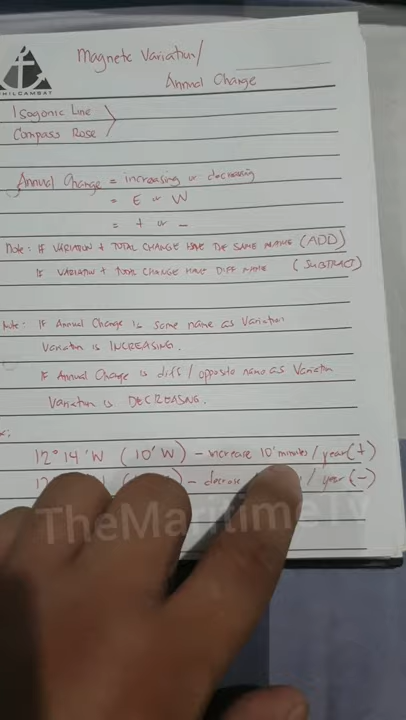 PHILCAMSAT
Magnetic Variation/
Annual Change
Isogonic Line
Compass Rose
Annual Change = increasing or decreasing
= E or W
= + or -
Note: IF VARIATION + TOTAL CHANGE HAVE THE SAME NAME (ADD)
IF VARIATION + TOTAL CHANGE HAVE DIFF NAME (SUBTRACT)
Note: IF Annual Change is same name as Variation
Variation is INCREASING.
IF Annual Change is diff/opposite name as Variation
Variation is DECREASING.
12° 14' W (10' W) - increase 10' minutes/year (+)
- decrease / year (-)
TheMaritimeTV